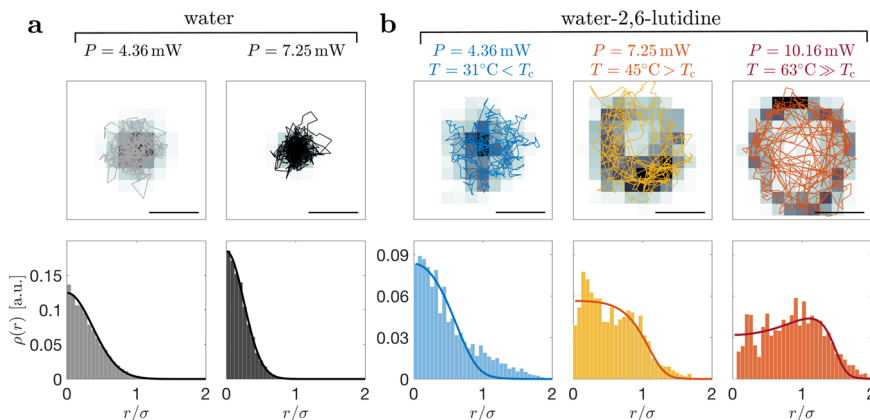 a
water
P = 4.36 mW
P = 7.25 mW
b
water-2,6-lutidine
P = 4.36 mW
T = 31°C < Tc
P = 7.25 mW
T = 45°C > Tc
P = 10.16 mW
T = 63°C ≫ Tc
ρ(r) [a.u.]
0.15
0.1
0.05
0
0 1 2
r/σ
0 1 2
r/σ
0.09
0.06
0.03
0
0 1 2
r/σ
0 1 2
r/σ
0 1 2
r/σ